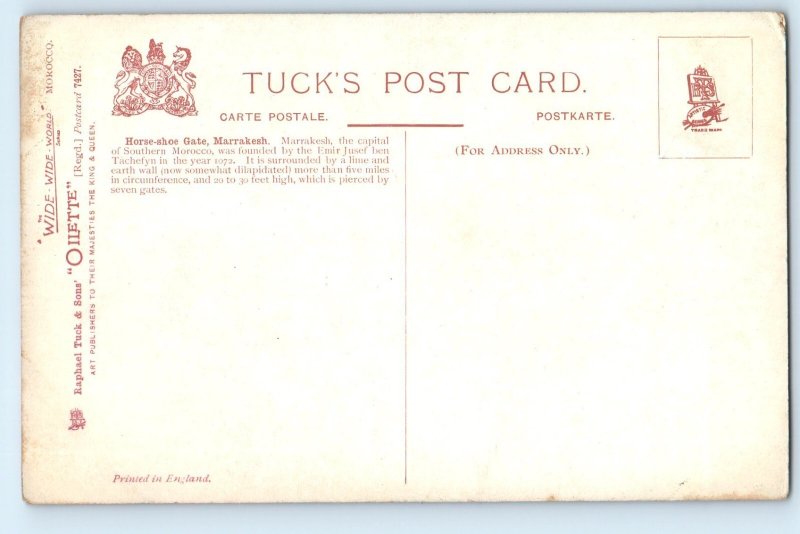 TUCK'S POST CARD.
CARTE POSTALE.
POSTKARTE.
Horse-shoe Gate, Marrakesh. Marrakesh, the capital
of Southern Morocco, was founded by the Emir Jusef ben
Tachefyn in the year 1072. It is surrounded by a lime and
earth wall (now somewhat dilapidated) more than five miles
in circumference, and 20 to 30 feet high, which is pierced by
seven gates.
(FOR ADDRESS ONLY.)
TRADE MARK
"THE
WIDE-WIDE-WORLD"
SERIES
MOROCCO.
Raphael Tuck & Sons' "OILETTE" [Regd.] Postcard 7427.
ART PUBLISHERS TO THEIR MAJESTIES THE KING & QUEEN.
Printed in England.